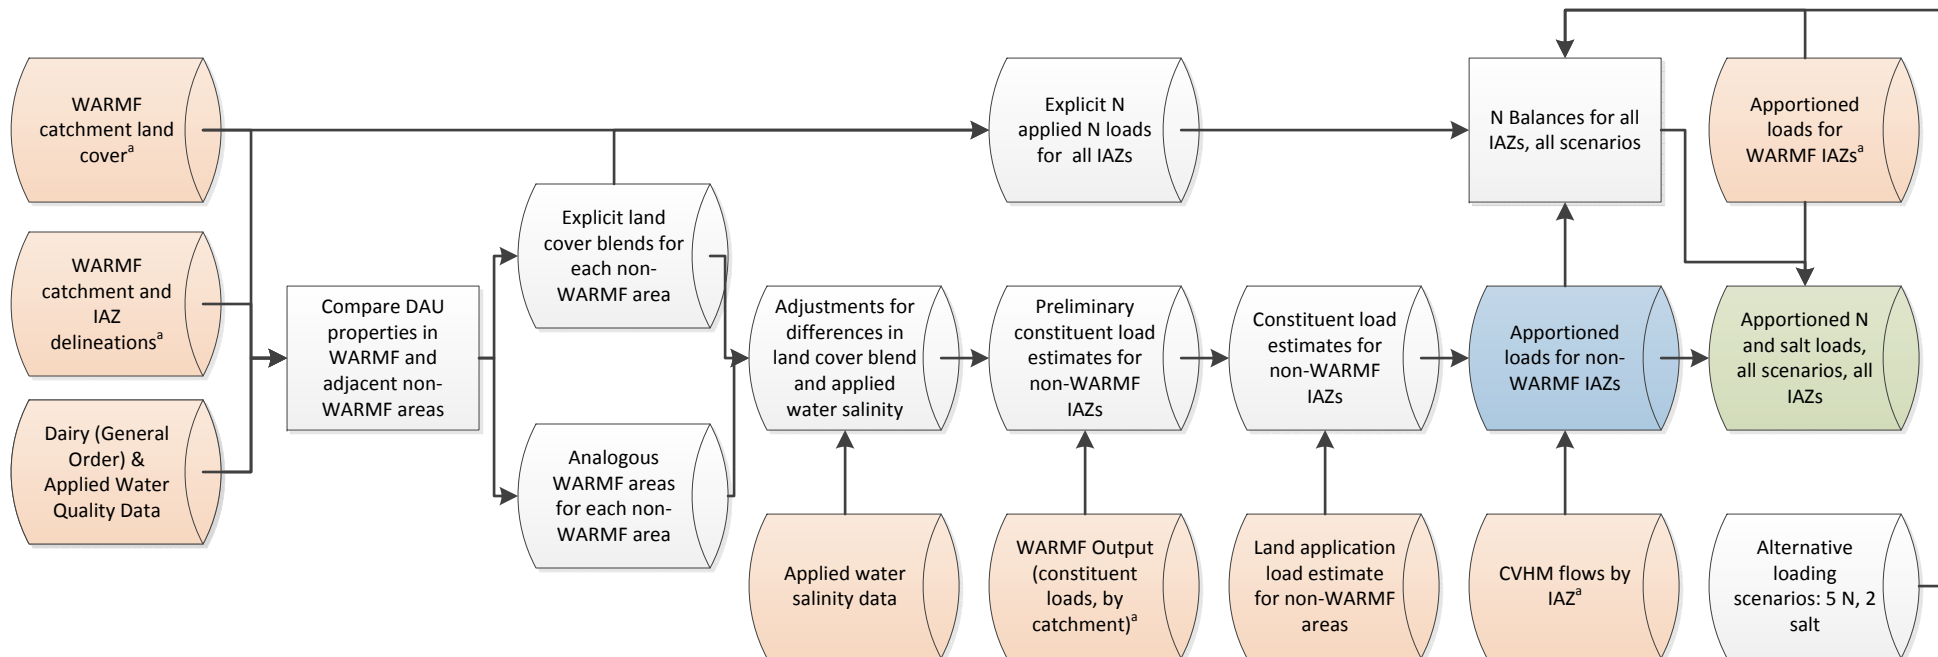 WARMF
catchment land
cover^a
WARMF
catchment and
IAZ
delineations^a
Dairy (General
Order) &
Applied Water
Quality Data
Compare DAU
properties in
WARMF and
adjacent non-
WARMF areas
Explicit land
cover blends for
each non-
WARMF area
Analogous
WARMF areas
for each non-
WARMF area
Adjustments for
differences in
land cover blend
and applied
water salinity
Applied water
salinity data
Explicit N
applied N loads
for all IAZs
Preliminary
constituent load
estimates for
non-WARMF
IAZs
WARMF Output
(constituent
loads, by
catchment)^a
Constituent load
estimates for
non-WARMF
IAZs
Land application
load estimate
for non-WARMF
areas
N Balances for all
IAZs, all scenarios
Apportioned
loads for non-
WARMF IAZs
CVHM flows by
IAZ^a
Apportioned
loads for
WARMF IAZs^a
Apportioned N
and salt loads,
all scenarios, all
IAZs
Alternative
loading
scenarios: 5 N, 2
salt